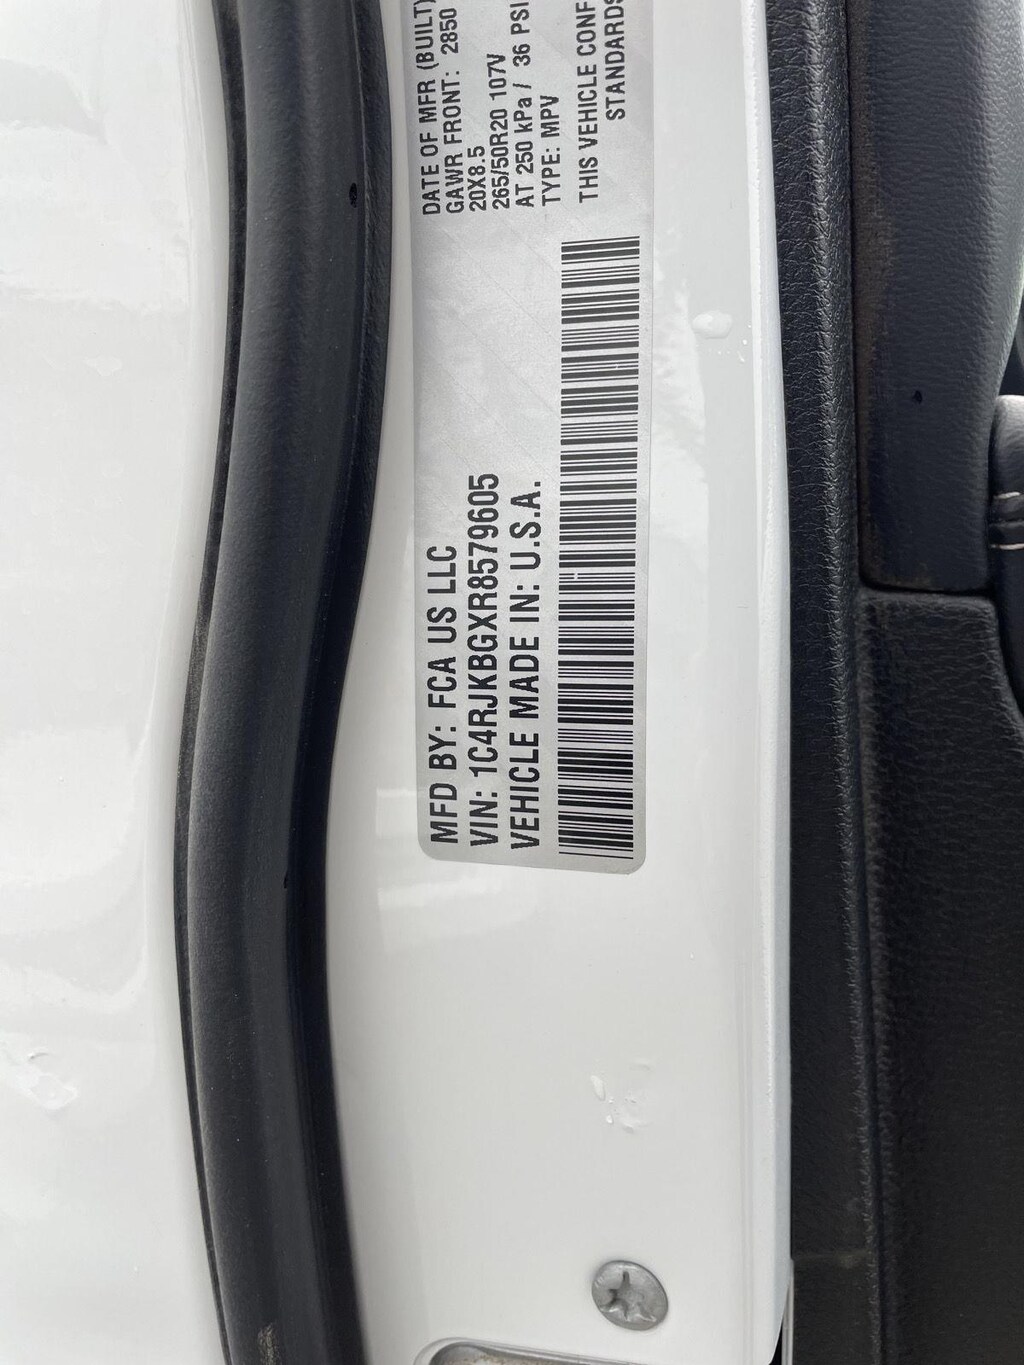 MFD BY: FCA US LLC
VIN: 1C4RJKBGXR8579605
VEHICLE MADE IN: U.S.A.
DATE OF MFR (BUILT)
GAWR FRONT: 2850
20X8.5
265/50R20 107V
AT 250 kPa / 36 PSI
TYPE: MPV
THIS VEHICLE CONF
STANDARDS